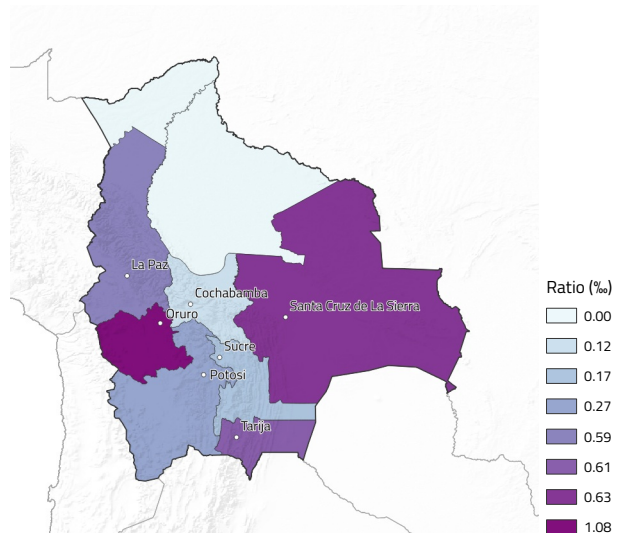 La Paz
Cochabamba
Oruro
Santa Cruz de La Sierra
Sucre
Potosi
Tarija
Ratio (‰)
0.00
0.12
0.17
0.27
0.59
0.61
0.63
1.08